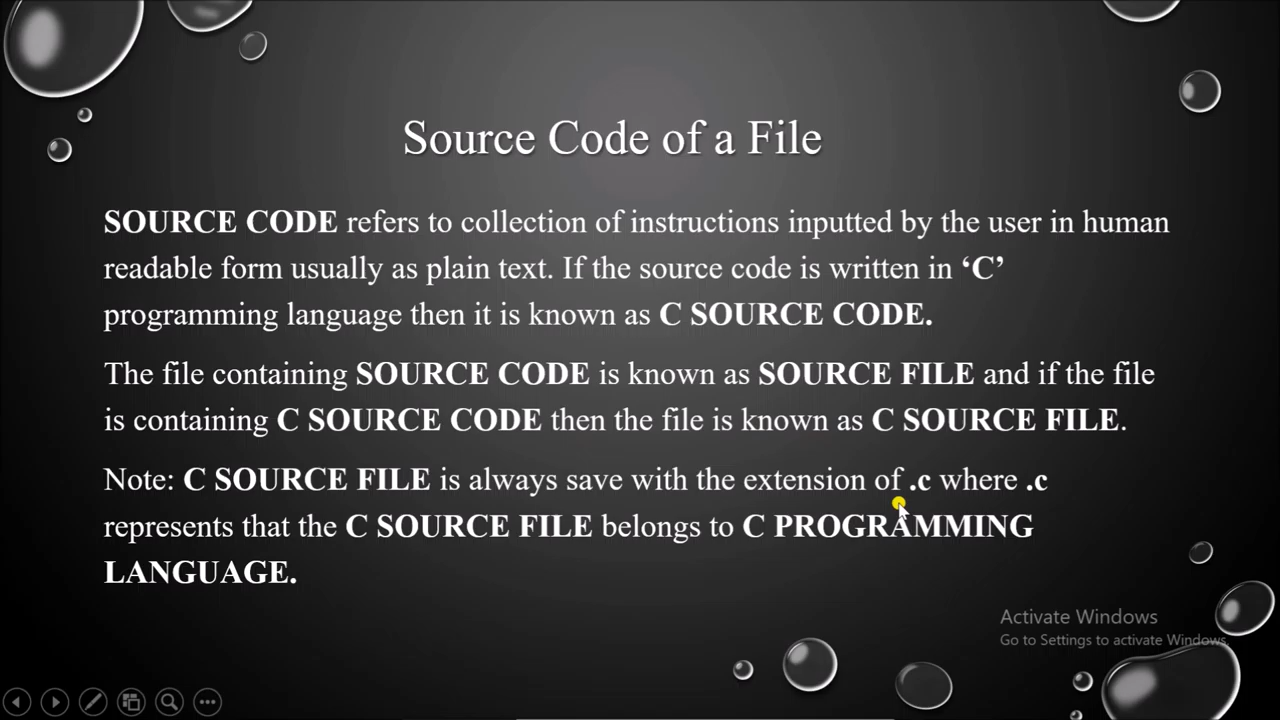 Source Code of a File
SOURCE CODE refers to collection of instructions inputted by the user in human
readable form usually as plain text. If the source code is written in ‘C’
programming language then it is known as C SOURCE CODE.
The file containing SOURCE CODE is known as SOURCE FILE and if the file
is containing C SOURCE CODE then the file is known as C SOURCE FILE.
Note: C SOURCE FILE is always save with the extension of .c where .c
represents that the C SOURCE FILE belongs to C PROGRAMMING
LANGUAGE.
Activate Windows
Go to Settings to activate Windows.